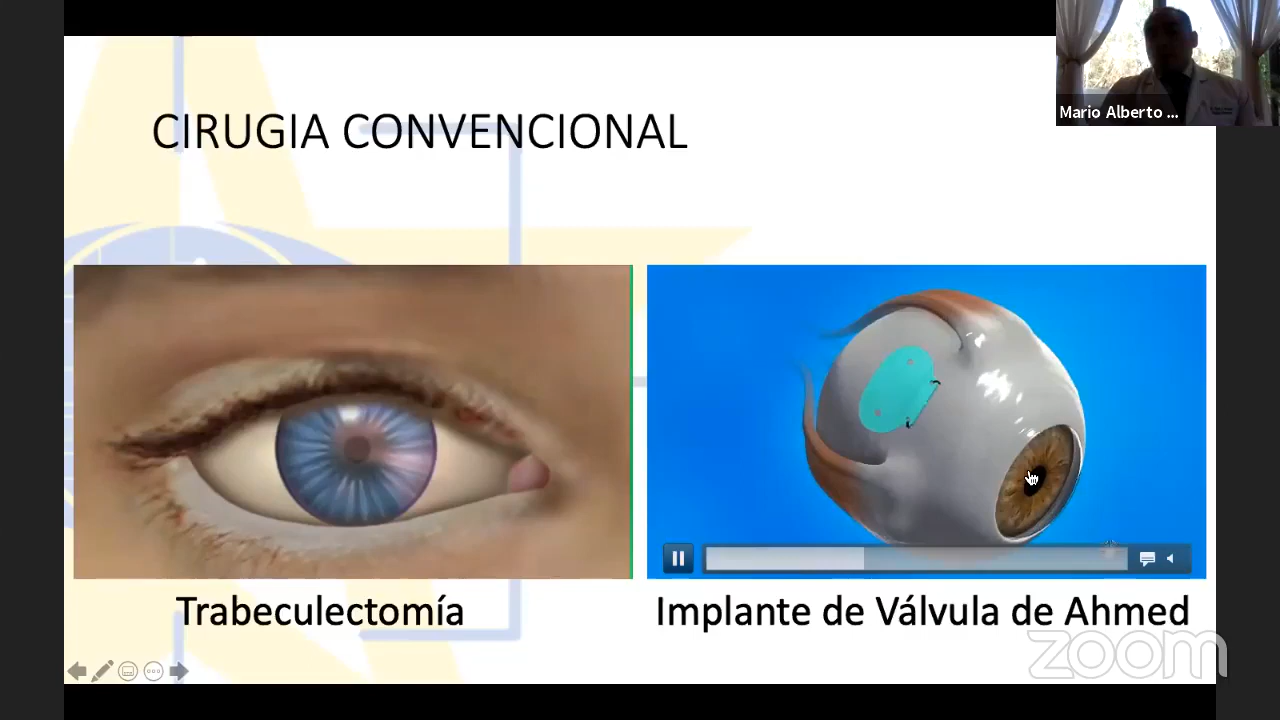 Mario Alberto ...
CIRUGIA CONVENCIONAL
Trabeculectomía
Implante de Válvula de Ahmed
zoom